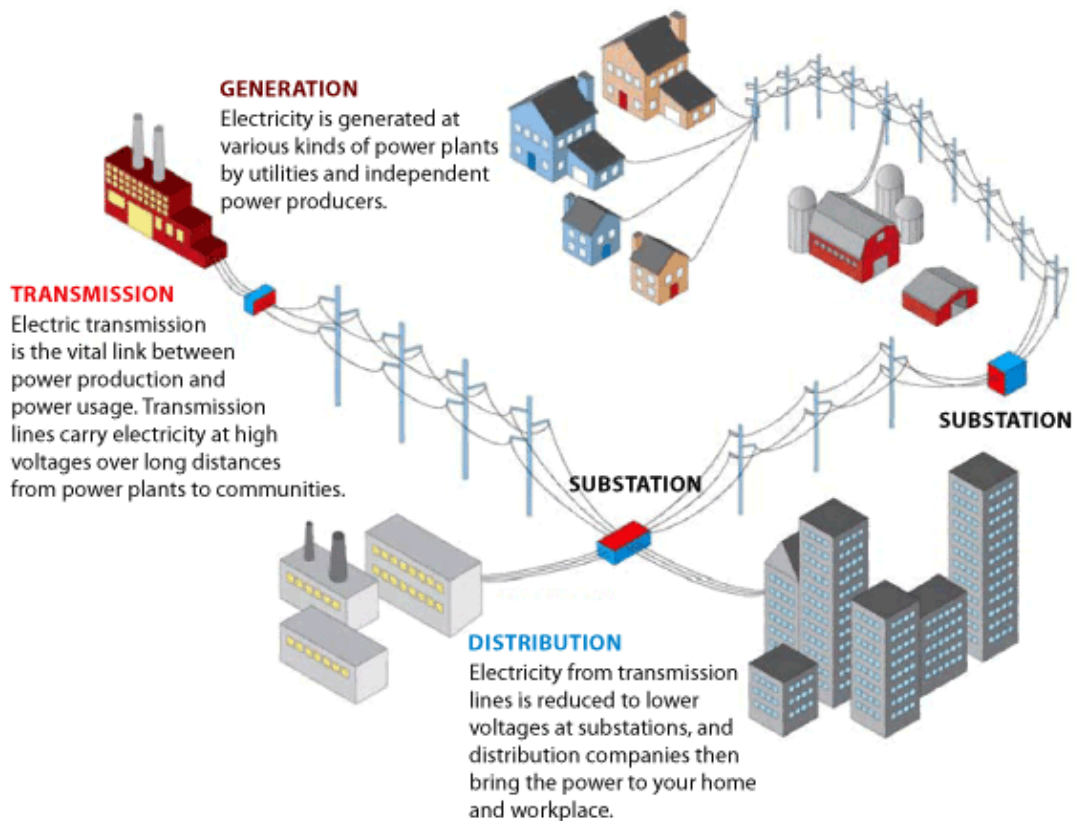 GENERATION
Electricity is generated at
various kinds of power plants
by utilities and independent
power producers.
TRANSMISSION
Electric transmission
is the vital link between
power production and
power usage. Transmission
lines carry electricity at high
voltages over long distances
from power plants to communities.
SUBSTATION
SUBSTATION
DISTRIBUTION
Electricity from transmission
lines is reduced to lower
voltages at substations, and
distribution companies then
bring the power to your home
and workplace.